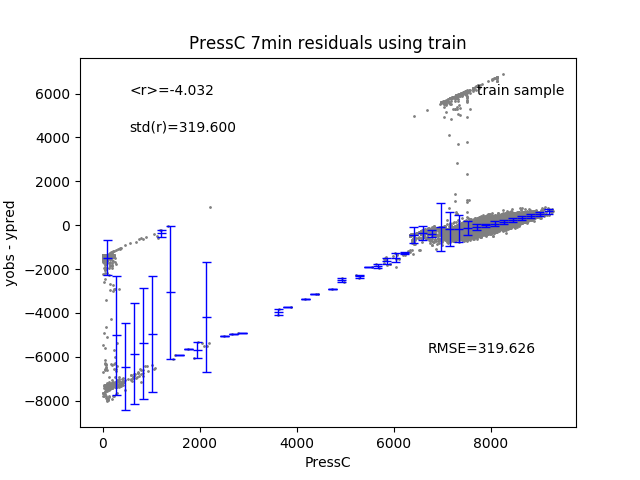 PressC 7min residuals using train
<r>=-4.032
train sample
std(r)=319.600
RMSE=319.626
yobs - ypred
6000
4000
2000
0
−2000
−4000
−6000
−8000
0 2000 4000 6000 8000
PressC